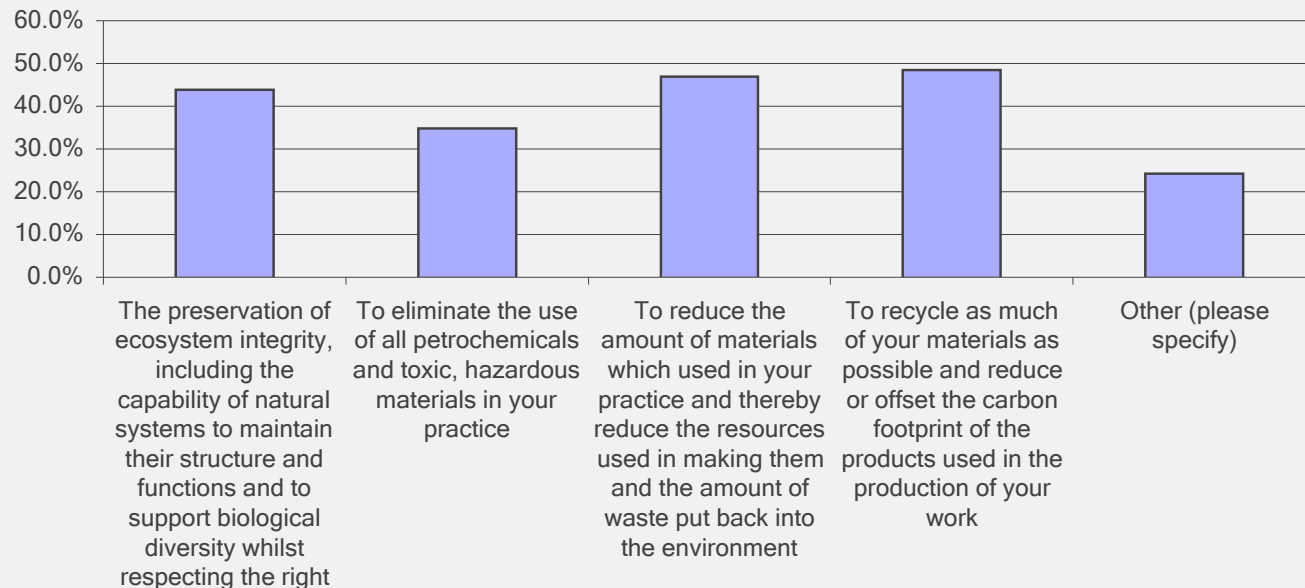 60.0%
50.0%
40.0%
30.0%
20.0%
10.0%
0.0%
The preservation of
ecosystem integrity,
including the
capability of natural
systems to maintain
their structure and
functions and to
support biological
diversity whilst
respecting the right
To eliminate the use
of all petrochemicals
and toxic, hazardous
materials in your
practice
To reduce the
amount of materials
which used in your
practice and thereby
reduce the resources
used in making them
and the amount of
waste put back into
the environment
To recycle as much
of your materials as
possible and reduce
or offset the carbon
footprint of the
products used in the
production of your
work
Other (please
specify)